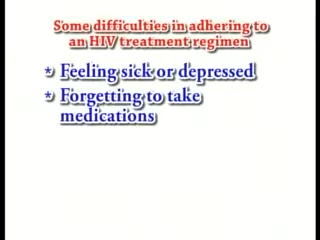 Some difficulties in adhering to
an HIV treatment regimen
* Feeling sick or depressed
* Forgetting to take
medications